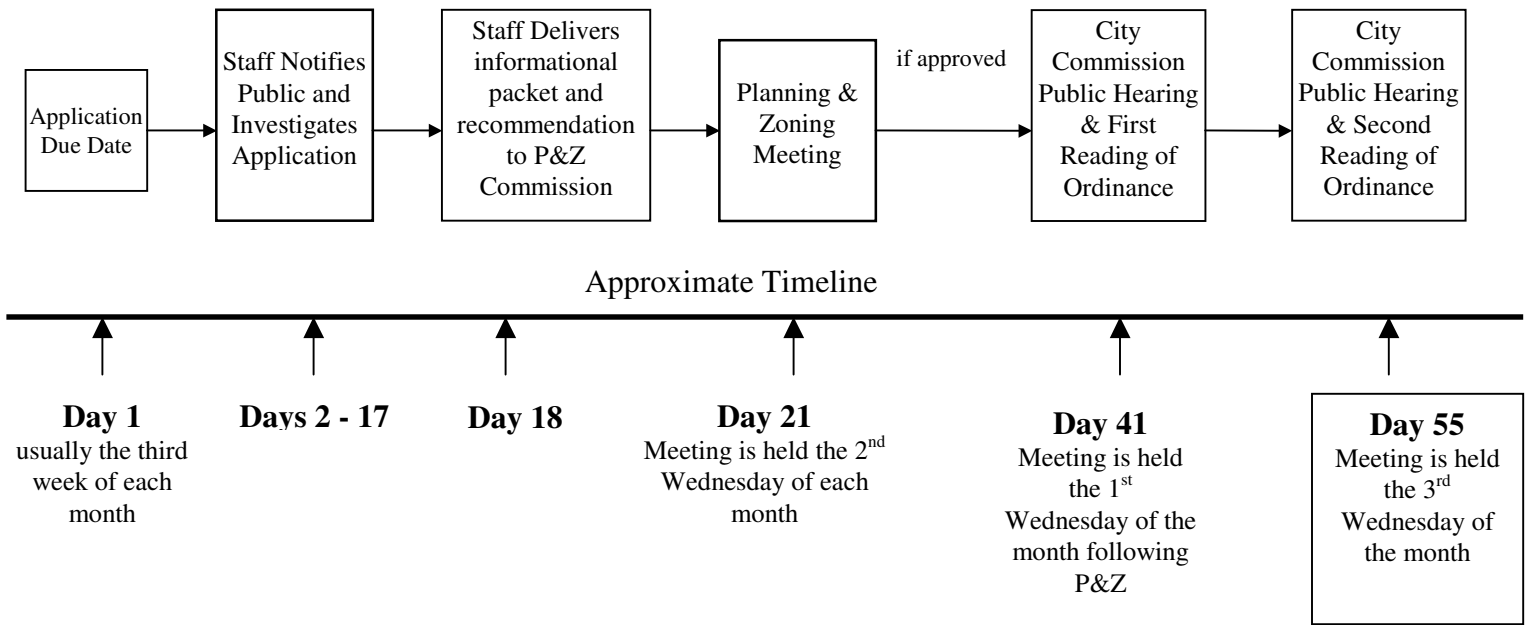 Application
Due Date
Staff Notifies
Public and
Investigates
Application
Staff Delivers
informational
packet and
recommendation
to P&Z
Commission
Planning &
Zoning
Meeting
if approved
City
Commission
Public Hearing
& First
Reading of
Ordinance
City
Commission
Public Hearing
& Second
Reading of
Ordinance
Approximate Timeline
Day 1
usually the third
week of each
month
Days 2 - 17
Day 18
Day 21
Meeting is held the 2nd
Wednesday of each
month
Day 41
Meeting is held
the 1st
Wednesday of the
month following
P&Z
Day 55
Meeting is held
the 3rd
Wednesday of
the month